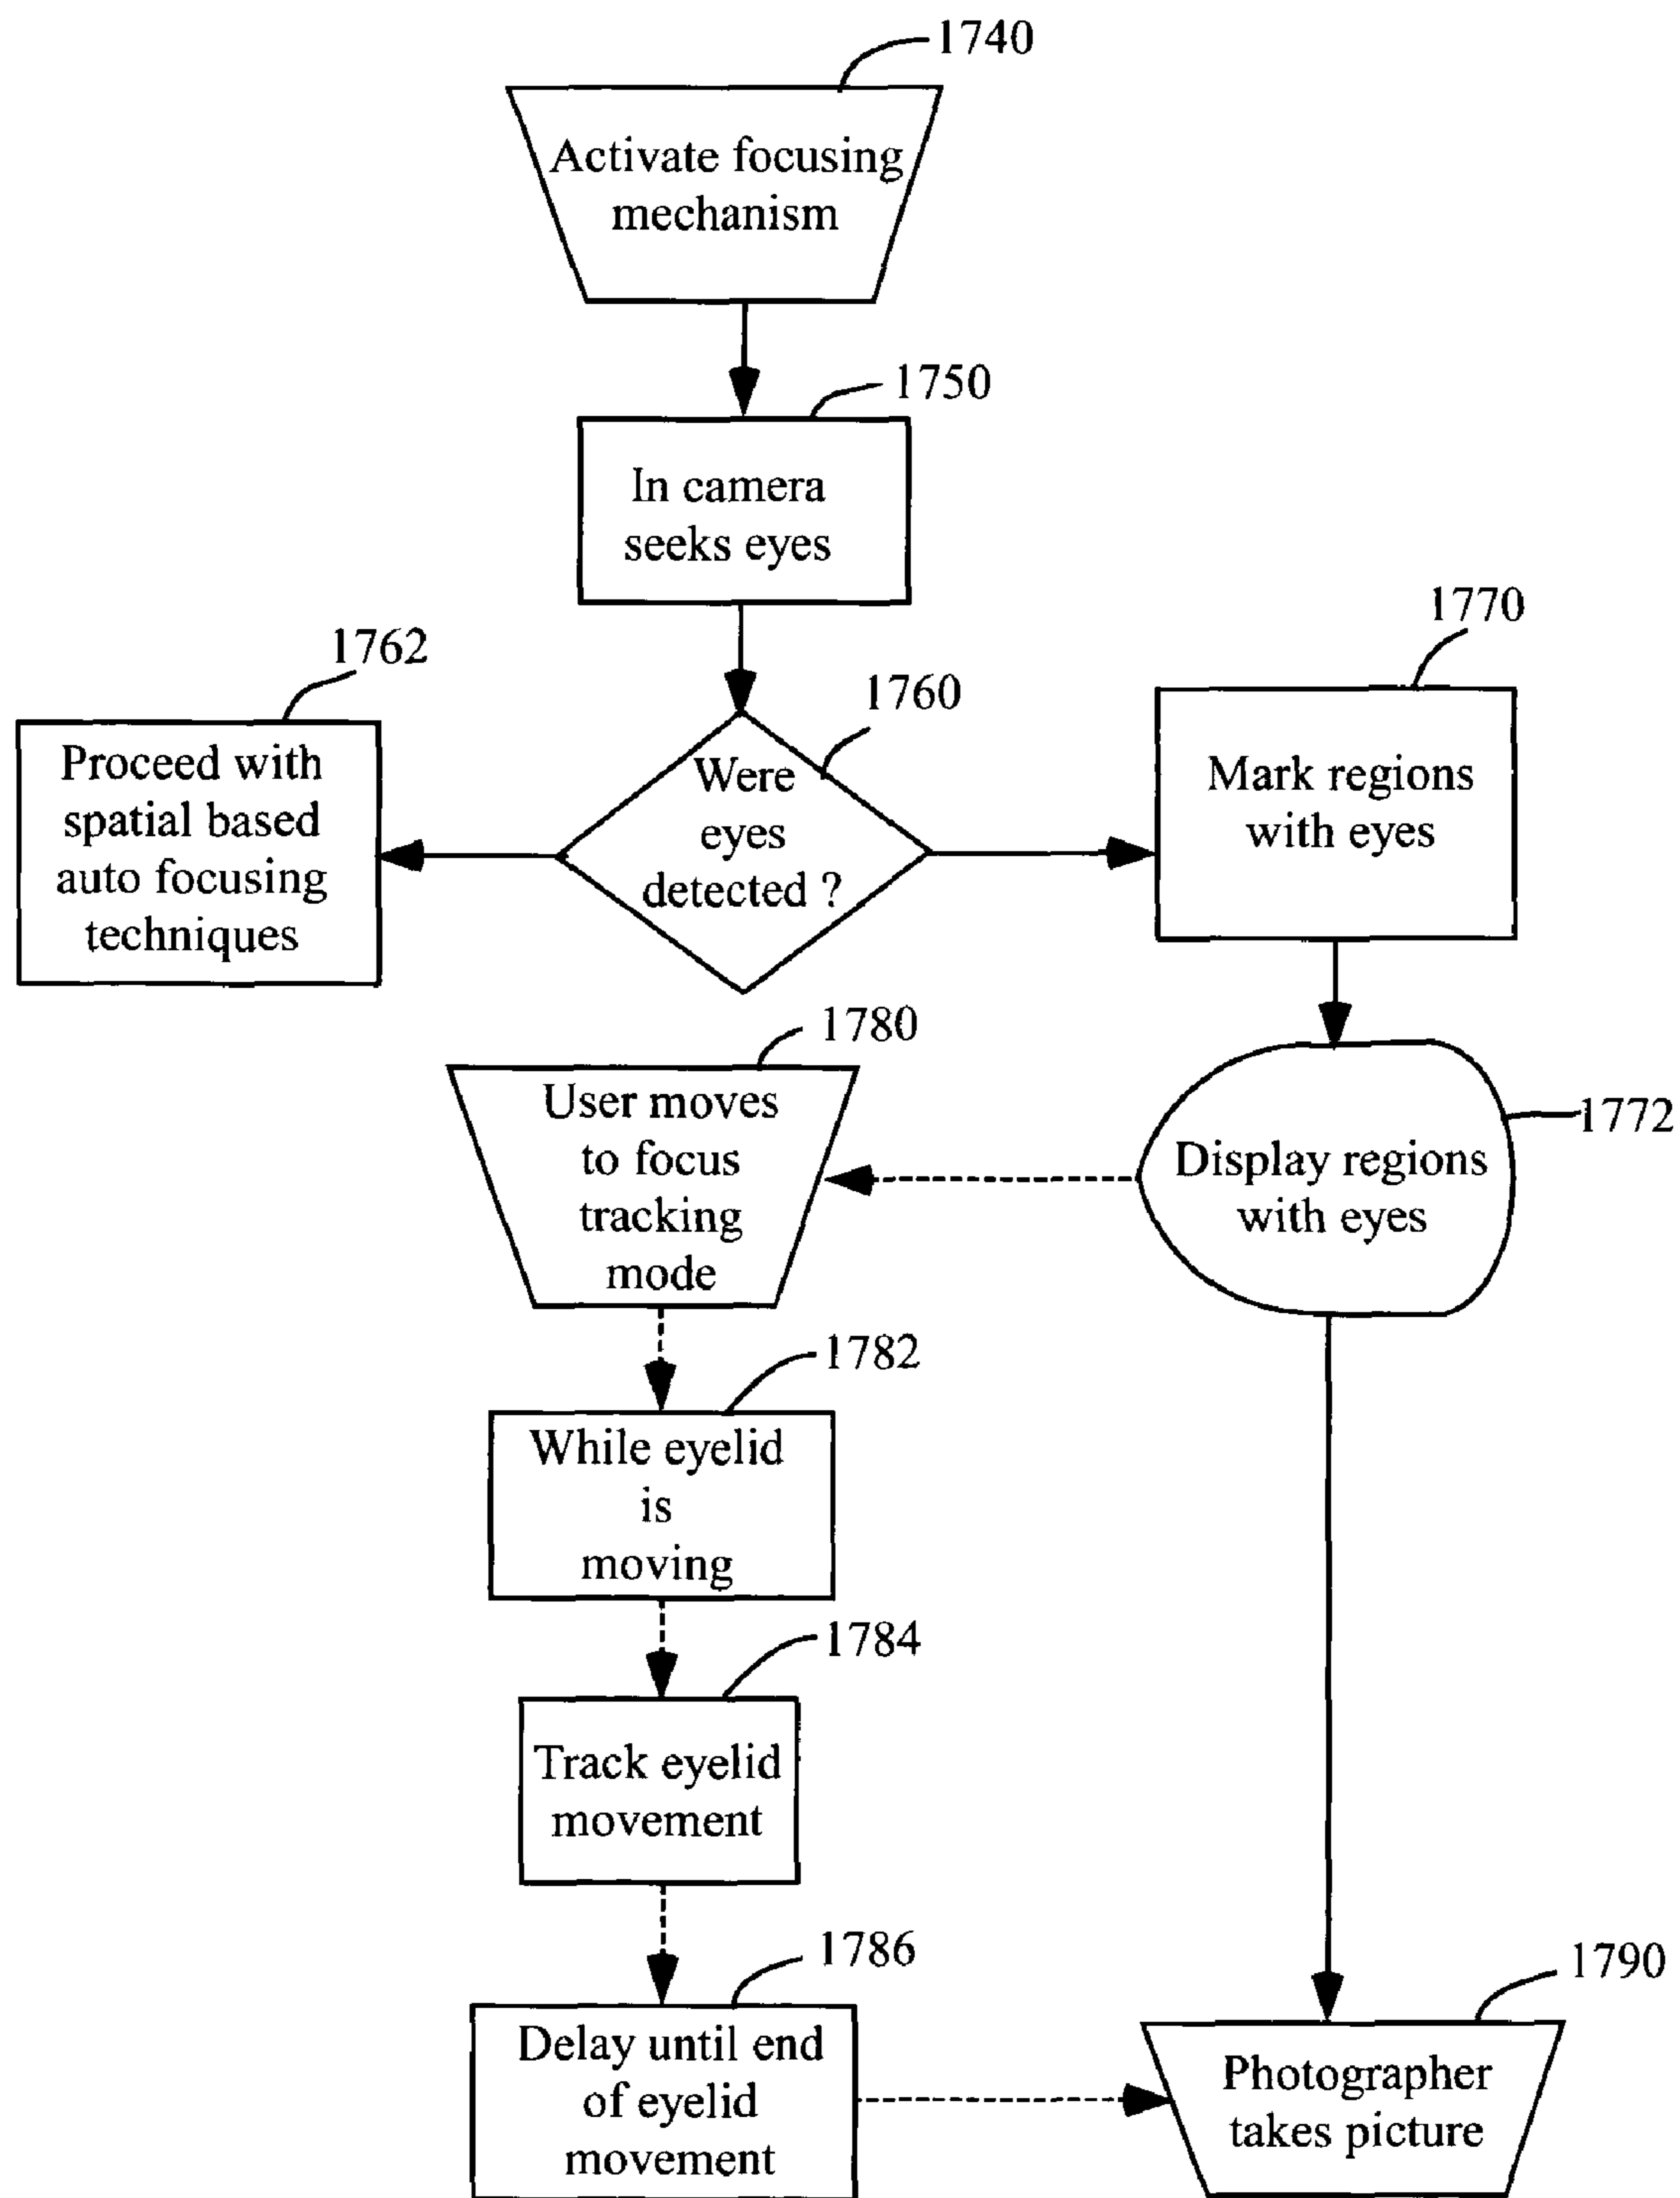 1740
Activate focusing
mechanism
1750
In camera
seeks eyes
1762
Proceed with
spatial based
auto focusing
techniques
1760
Were
eyes
detected ?
1770
Mark regions
with eyes
1780
User moves
to focus
tracking
mode
1772
Display regions
with eyes
1782
While eyelid
is
moving
1784
Track eyelid
movement
1786
Delay until end
of eyelid
movement
1790
Photographer
takes picture